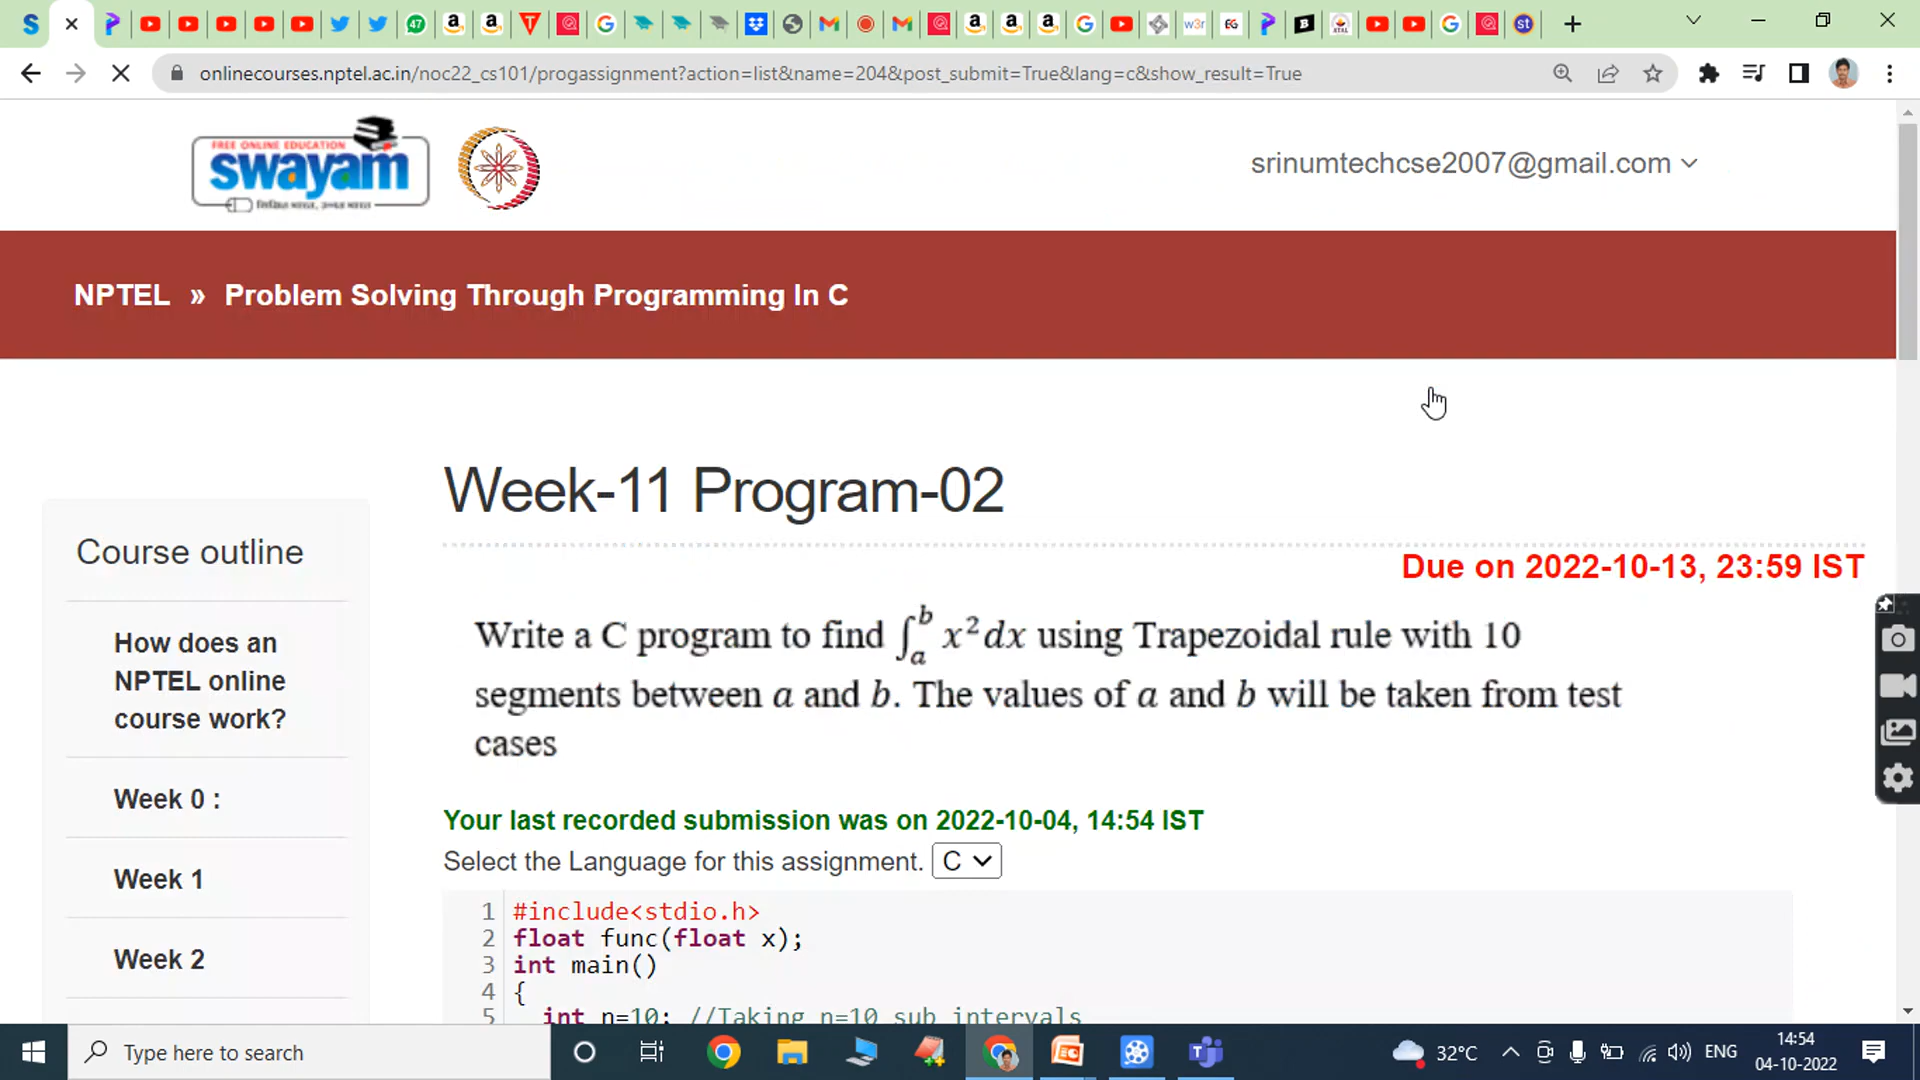 onlinecourses.nptel.ac.in/noc22_cs101/progassignment?action=list&name=204&post_submit=True&lang=c&show_result=True
FREE ONLINE EDUCATION
swayam
srinumtechcse2007@gmail.com
NPTEL » Problem Solving Through Programming In C
Week-11 Program-02
Due on 2022-10-13, 23:59 IST
Course outline
How does an
NPTEL online
course work?
Week 0 :
Week 1
Week 2
Write a C program to find ∫ₐᵇ x² dx using Trapezoidal rule with 10
segments between a and b. The values of a and b will be taken from test
cases
Your last recorded submission was on 2022-10-04, 14:54 IST
Select the Language for this assignment. C
1 #include<stdio.h>
2 float func(float x);
3 int main()
4 {
5 int n=10; //Taking n=10 sub intervals
Type here to search
32°C
ENG
14:54
04-10-2022